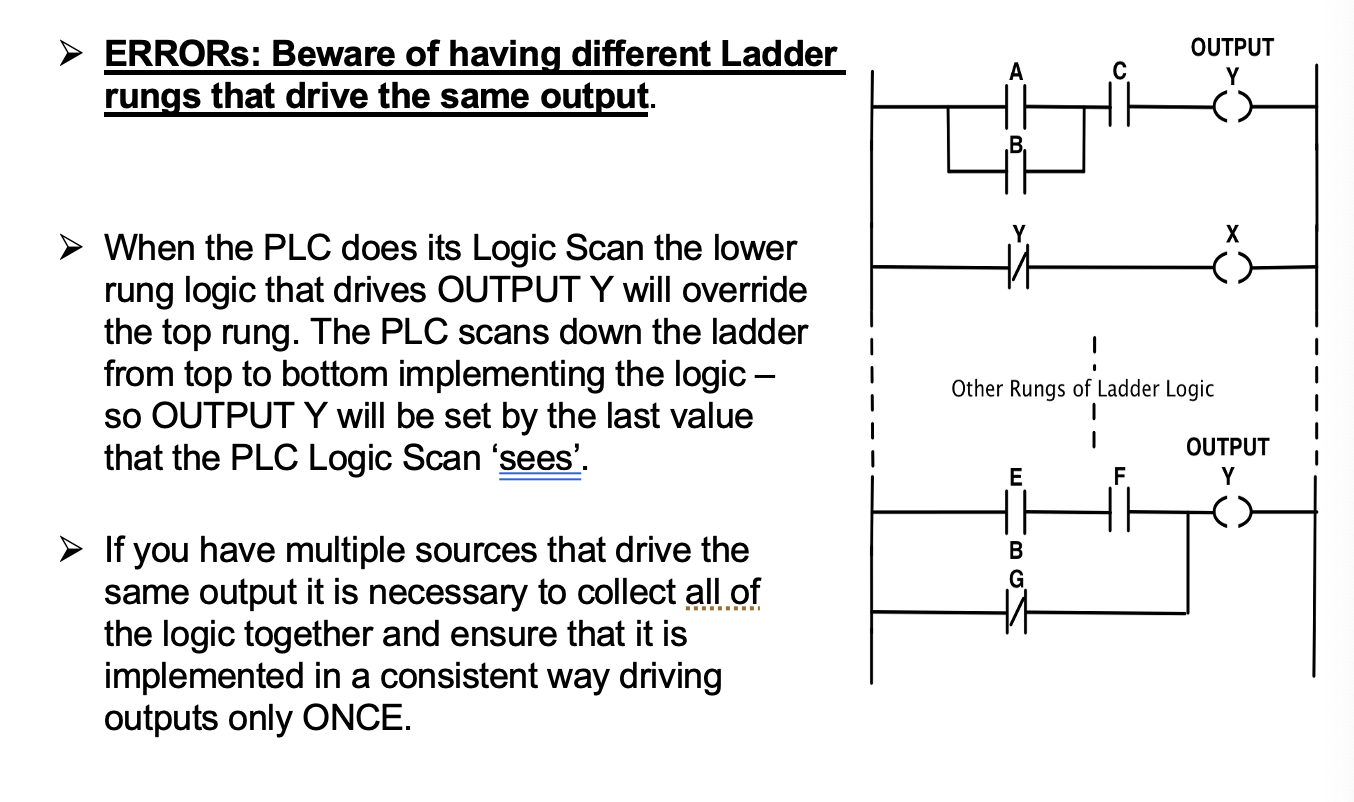 ➢ ERRORs: Beware of having different Ladder
rungs that drive the same output.
➢ When the PLC does its Logic Scan the lower
rung logic that drives OUTPUT Y will override
the top rung. The PLC scans down the ladder
from top to bottom implementing the logic –
so OUTPUT Y will be set by the last value
that the PLC Logic Scan ‘sees’.
➢ If you have multiple sources that drive the
same output it is necessary to collect all of
the logic together and ensure that it is
implemented in a consistent way driving
outputs only ONCE.
OUTPUT
A C Y
B
Y X
Other Rungs of Ladder Logic
OUTPUT
E F Y
B
G